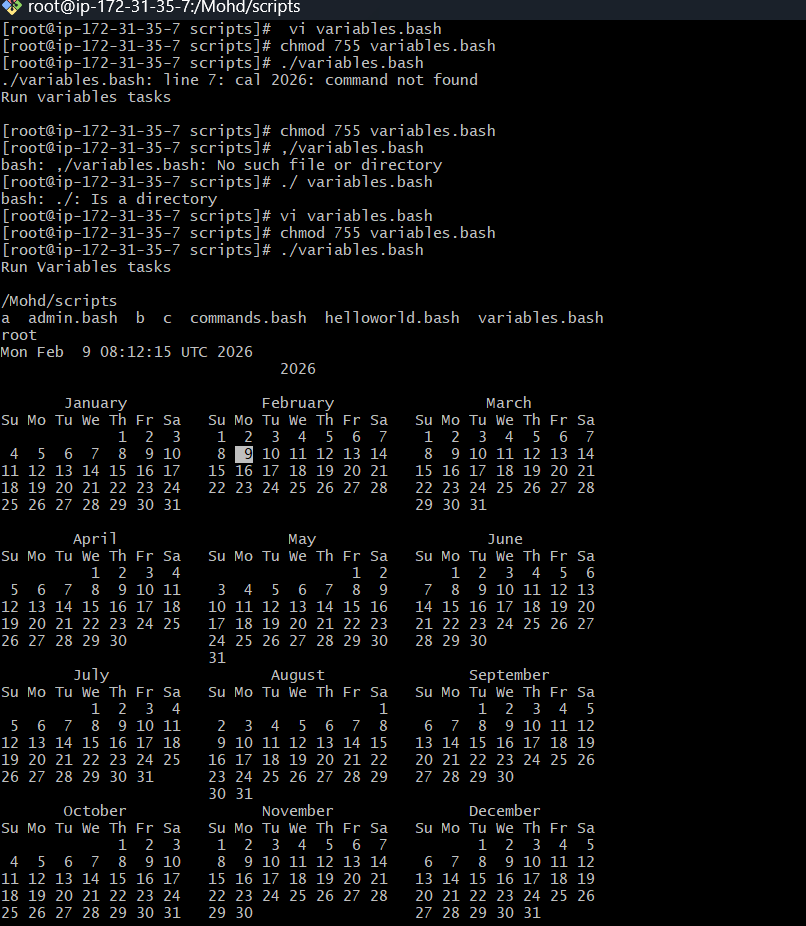 root@ip-172-31-35-7:/Mohd/scripts
[root@ip-172-31-35-7 scripts]#  vi variables.bash
[root@ip-172-31-35-7 scripts]# chmod 755 variables.bash
[root@ip-172-31-35-7 scripts]# ./variables.bash
./variables.bash: line 7: cal 2026: command not found
Run variables tasks
[root@ip-172-31-35-7 scripts]# chmod 755 variables.bash
[root@ip-172-31-35-7 scripts]# ,/variables.bash
bash: ,/variables.bash: No such file or directory
[root@ip-172-31-35-7 scripts]# ./ variables.bash
bash: ./: Is a directory
[root@ip-172-31-35-7 scripts]# vi variables.bash
[root@ip-172-31-35-7 scripts]# chmod 755 variables.bash
[root@ip-172-31-35-7 scripts]# ./variables.bash
Run Variables tasks
/Mohd/scripts
a  admin.bash  b  c  commands.bash  helloworld.bash  variables.bash
root
Mon Feb  9 08:12:15 UTC 2026
                               2026
       January               February                 March
Su Mo Tu We Th Fr Sa   Su Mo Tu We Th Fr Sa   Su Mo Tu We Th Fr Sa
             1  2  3    1  2  3  4  5  6  7    1  2  3  4  5  6  7
 4  5  6  7  8  9 10    8  9 10 11 12 13 14    8  9 10 11 12 13 14
11 12 13 14 15 16 17   15 16 17 18 19 20 21   15 16 17 18 19 20 21
18 19 20 21 22 23 24   22 23 24 25 26 27 28   22 23 24 25 26 27 28
25 26 27 28 29 30 31                          29 30 31
        April                   May                   June
Su Mo Tu We Th Fr Sa   Su Mo Tu We Th Fr Sa   Su Mo Tu We Th Fr Sa
          1  2  3  4                   1  2       1  2  3  4  5  6
 5  6  7  8  9 10 11    3  4  5  6  7  8  9    7  8  9 10 11 12 13
12 13 14 15 16 17 18   10 11 12 13 14 15 16   14 15 16 17 18 19 20
19 20 21 22 23 24 25   17 18 19 20 21 22 23   21 22 23 24 25 26 27
26 27 28 29 30         24 25 26 27 28 29 30   28 29 30
                       31
        July                  August                September
Su Mo Tu We Th Fr Sa   Su Mo Tu We Th Fr Sa   Su Mo Tu We Th Fr Sa
          1  2  3  4                      1          1  2  3  4  5
 5  6  7  8  9 10 11    2  3  4  5  6  7  8    6  7  8  9 10 11 12
12 13 14 15 16 17 18    9 10 11 12 13 14 15   13 14 15 16 17 18 19
19 20 21 22 23 24 25   16 17 18 19 20 21 22   20 21 22 23 24 25 26
26 27 28 29 30 31      23 24 25 26 27 28 29   27 28 29 30
                       30 31
       October               November               December
Su Mo Tu We Th Fr Sa   Su Mo Tu We Th Fr Sa   Su Mo Tu We Th Fr Sa
             1  2  3    1  2  3  4  5  6  7          1  2  3  4  5
 4  5  6  7  8  9 10    8  9 10 11 12 13 14    6  7  8  9 10 11 12
11 12 13 14 15 16 17   15 16 17 18 19 20 21   13 14 15 16 17 18 19
18 19 20 21 22 23 24   22 23 24 25 26 27 28   20 21 22 23 24 25 26
25 26 27 28 29 30 31   29 30                  27 28 29 30 31